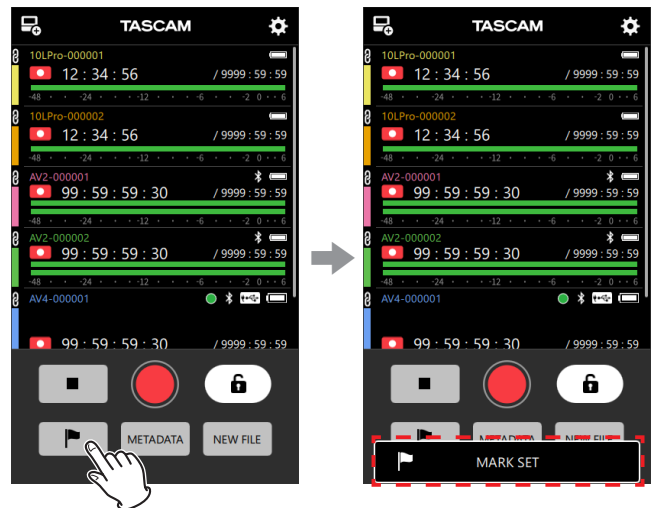 TASCAM
10LPro-000001
12 : 34 : 56 / 9999 : 59 : 59
-48 · · -24 · · · -12 · · · -6 · · -2 0 · · 6
10LPro-000002
12 : 34 : 56 / 9999 : 59 : 59
-48 · · -24 · · · -12 · · · -6 · · -2 0 · · 6
AV2-000001
99 : 59 : 59 : 30 / 9999 : 59 : 59
-48 · · -24 · · · -12 · · · -6 · · -2 0 · · 6
AV2-000002
99 : 59 : 59 : 30 / 9999 : 59 : 59
-48 · · -24 · · · -12 · · · -6 · · -2 0 · · 6
AV4-000001
99 : 59 : 59 : 30 / 9999 : 59 : 59
METADATA NEW FILE
TASCAM
10LPro-000001
12 : 34 : 56 / 9999 : 59 : 59
-48 · · -24 · · · -12 · · · -6 · · -2 0 · · 6
10LPro-000002
12 : 34 : 56 / 9999 : 59 : 59
-48 · · -24 · · · -12 · · · -6 · · -2 0 · · 6
AV2-000001
99 : 59 : 59 : 30 / 9999 : 59 : 59
-48 · · -24 · · · -12 · · · -6 · · -2 0 · · 6
AV2-000002
99 : 59 : 59 : 30 / 9999 : 59 : 59
-48 · · -24 · · · -12 · · · -6 · · -2 0 · · 6
AV4-000001
99 : 59 : 59 : 30 / 9999 : 59 : 59
METADATA NEW FILE
MARK SET